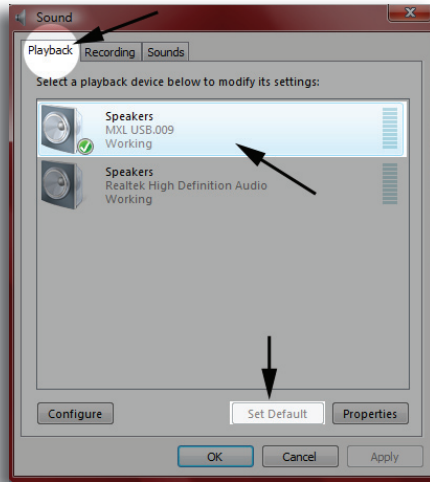 Sound
Playback Recording Sounds
Select a playback device below to modify its settings:
Speakers
MXL USB.009
Working
Speakers
Realtek High Definition Audio
Working
Configure Set Default Properties
OK Cancel Apply